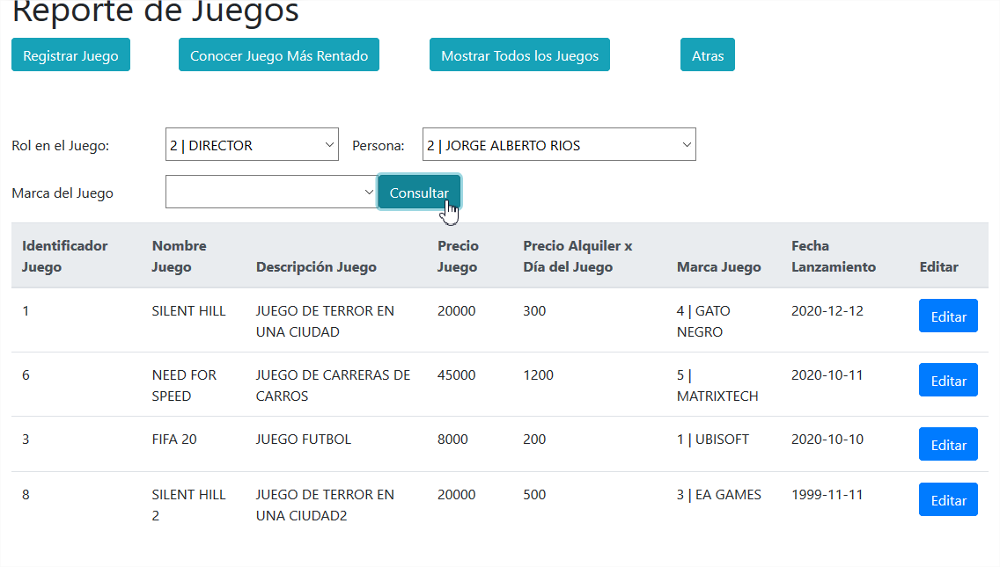 Reporte de Juegos
Registrar Juego Conocer Juego Más Rentado Mostrar Todos los Juegos Atras
Rol en el Juego: 2 | DIRECTOR Persona: 2 | JORGE ALBERTO RIOS
Marca del Juego Consultar
Identificador Nombre Precio Precio Alquiler x Fecha
Juego Juego Descripción Juego Juego Día del Juego Marca Juego Lanzamiento Editar
1 SILENT HILL JUEGO DE TERROR EN 20000 300 4 | GATO 2020-12-12 Editar
UNA CIUDAD NEGRO
6 NEED FOR JUEGO DE CARRERAS DE 45000 1200 5 | 2020-10-11 Editar
SPEED CARROS MATRIXTECH
3 FIFA 20 JUEGO FUTBOL 8000 200 1 | UBISOFT 2020-10-10 Editar
8 SILENT HILL JUEGO DE TERROR EN 20000 500 3 | EA GAMES 1999-11-11 Editar
2 UNA CIUDAD2